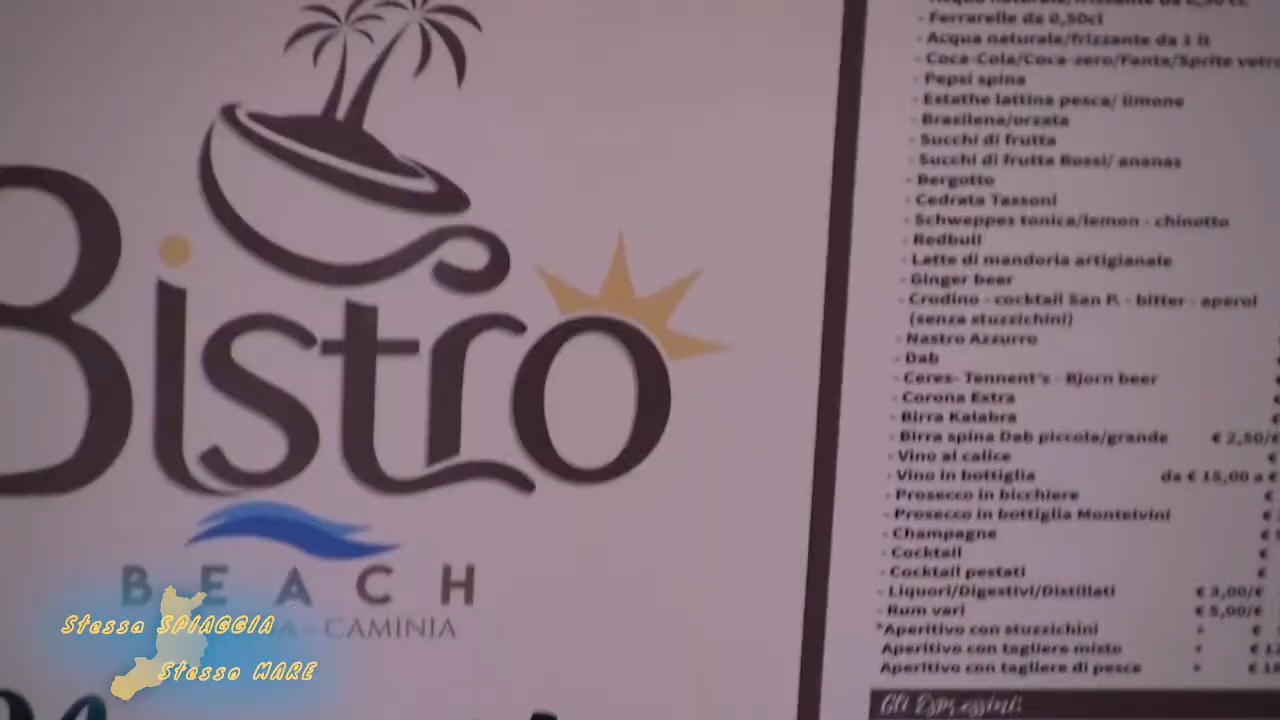 Bistro
BEACH
CAMINIA
Stessa SPIAGGIA
Stesso MARE
- Ferrarelle da 0,50cl
- Acqua naturale/frizzante da 1 lt
- Coca-Cola/Coca-zero/Fanta/Sprite vetro
- Pepsi spina
- Estathe lattina pesca/ limone
- Brasilena/orzata
- Succhi di frutta
- Succhi di frutta Rossi/ ananas
- Bergotto
- Cedrata Tassoni
- Schweppes tonica/lemon - chinotto
- Redbull
- Latte di mandorla artigianale
- Ginger beer
- Crodino - cocktail San P. - bitter - aperol
(senza stuzzichini)
- Nastro Azzurro
- Dab
- Ceres- Tennent's - Bjorn beer
- Corona Extra
- Birra Kalabra
- Birra spina Dab piccola/grande € 2,50/€
- Vino al calice €
- Vino in bottiglia da € 15,00 a €
- Prosecco in bicchiere €
- Prosecco in bottiglia Montelvini €
- Champagne €
- Cocktail €
- Cocktail pestati €
- Liquori/Digestivi/Distillati € 3,00/€
- Rum vari € 5,00/€
*Aperitivo con stuzzichini + €
Aperitivo con tagliere misto + €
Aperitivo con tagliere di pesce + €
Gli Espressini: